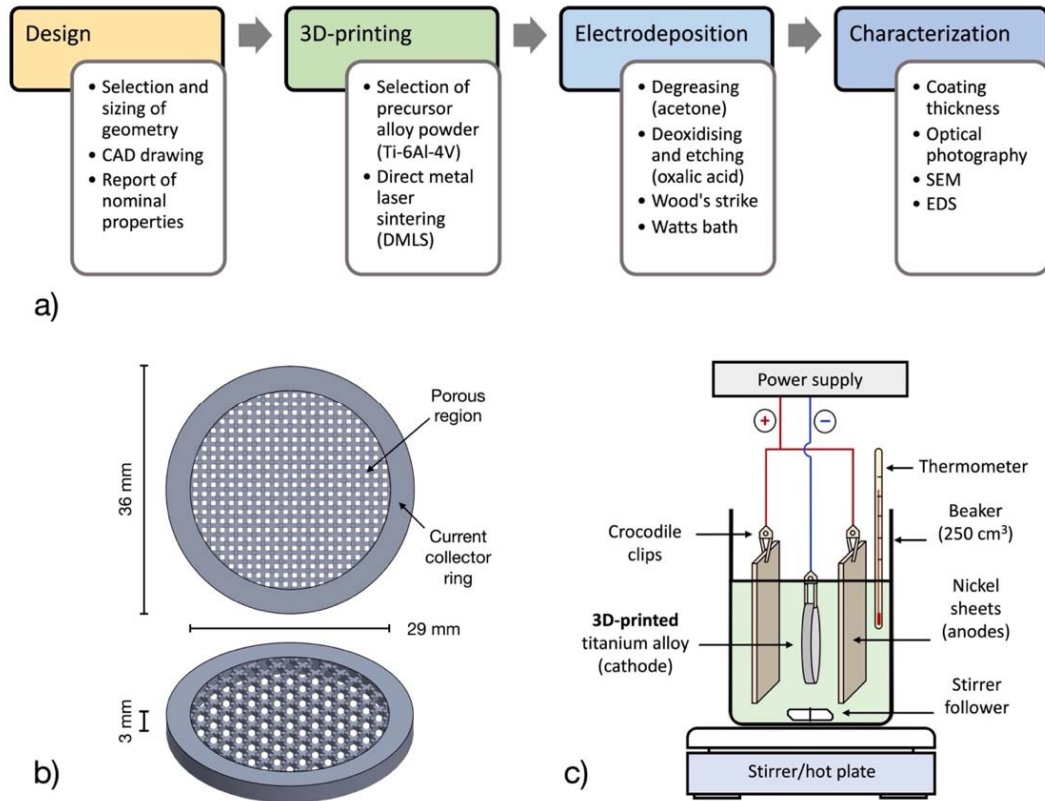 Design
• Selection and
sizing of
geometry
• CAD drawing
• Report of
nominal
properties
3D-printing
• Selection of
precursor
alloy powder
(Ti-6Al-4V)
• Direct metal
laser
sintering
(DMLS)
Electrodeposition
• Degreasing
(acetone)
• Deoxidising
and etching
(oxalic acid)
• Wood's strike
• Watts bath
Characterization
• Coating
thickness
• Optical
photography
• SEM
• EDS
a)
36 mm
Porous
region
Current
collector
ring
29 mm
3 mm
b)
Power supply
+
−
Thermometer
Beaker
(250 cm³)
Crocodile
clips
Nickel
sheets
(anodes)
3D-printed
titanium alloy
(cathode)
Stirrer
follower
Stirrer/hot plate
c)